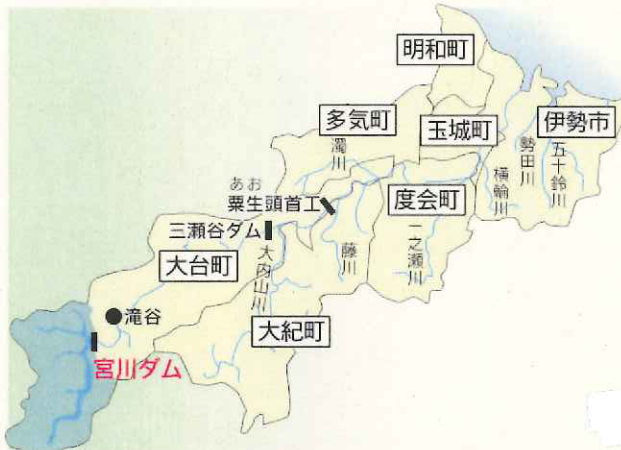 明和町
多気町
玉城町
伊勢市
濁川
勢田川
五十鈴川
横輪川
あお
粟生頭首工
度会町
三瀬谷ダム
一之瀬川
藤川
大内山川
大台町
滝谷
大紀町
宮川ダム